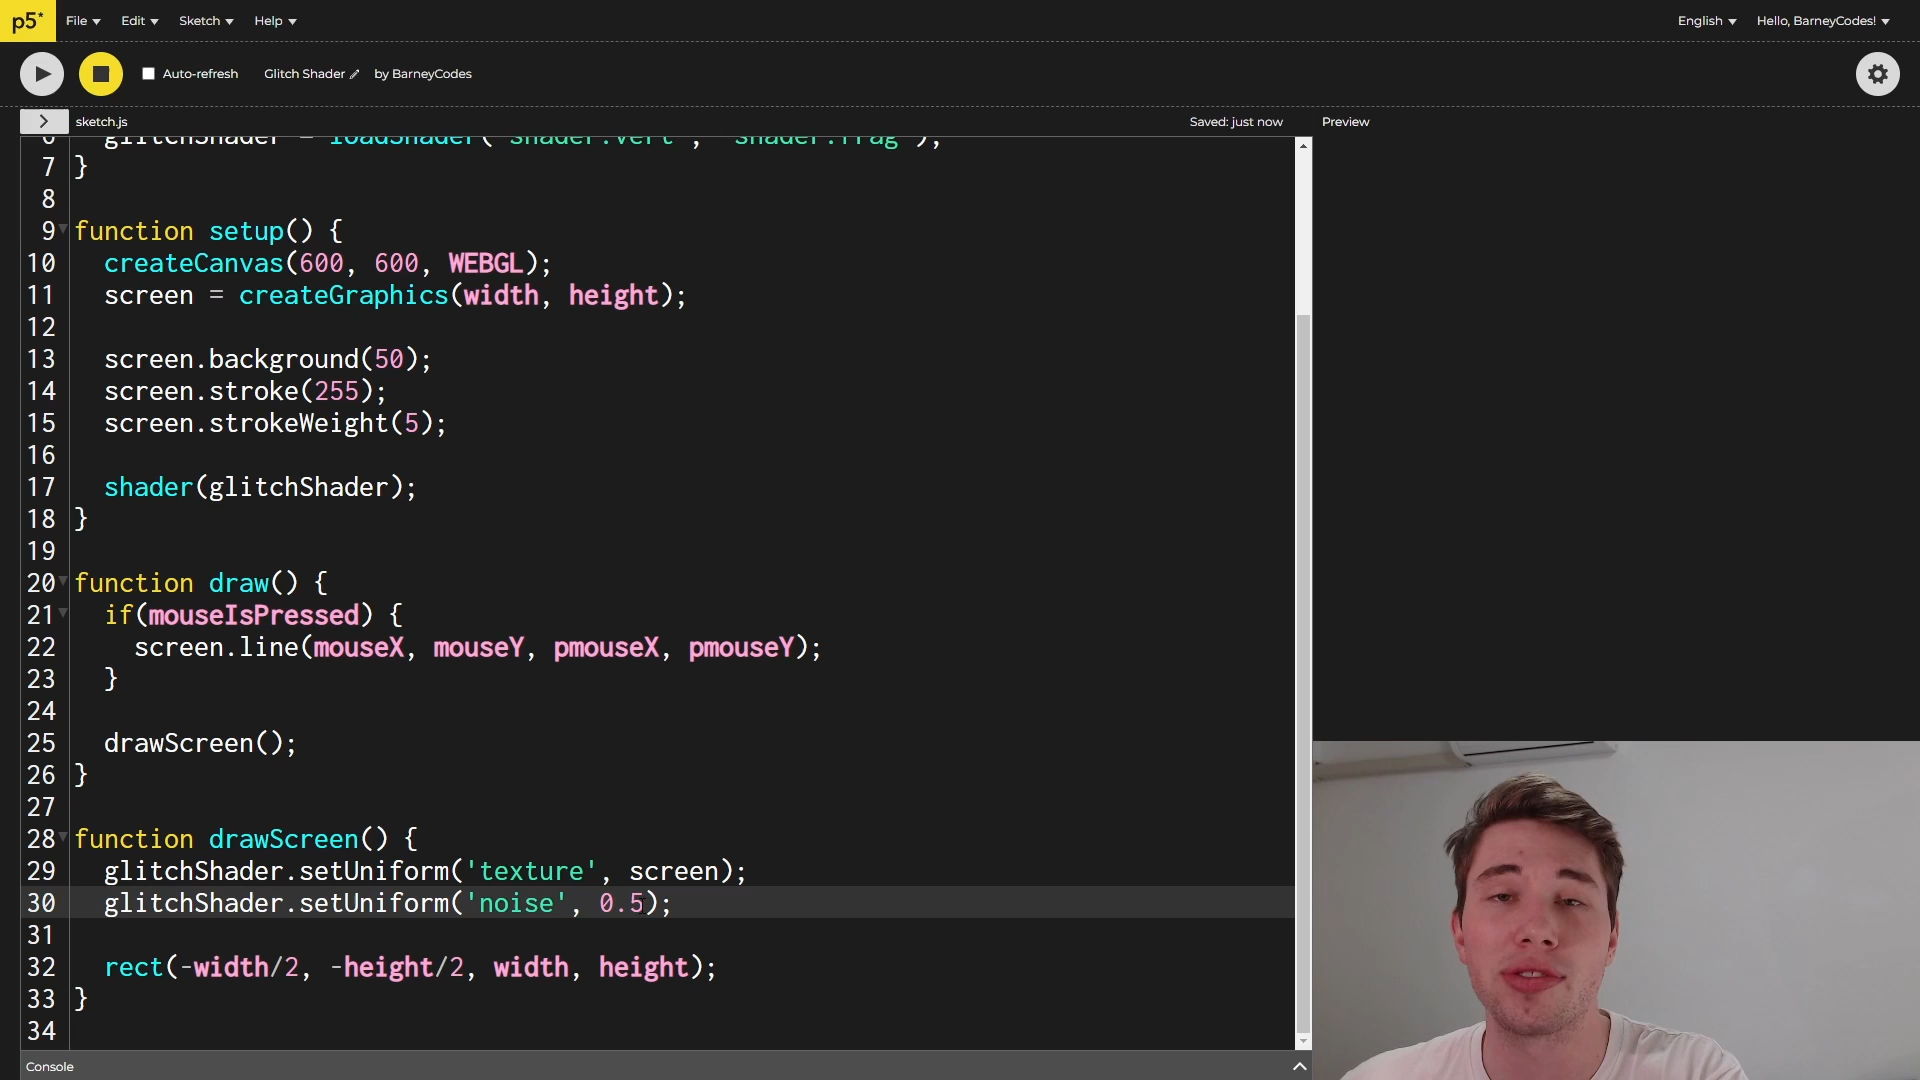 p5* File Edit Sketch Help English Hello, BarneyCodes!
Auto-refresh Glitch Shader by BarneyCodes
> sketch.js Saved: just now Preview
6 glitchShader = loadShader('shader.vert', 'shader.frag');
7 }
8
9 function setup() {
10 createCanvas(600, 600, WEBGL);
11 screen = createGraphics(width, height);
12
13 screen.background(50);
14 screen.stroke(255);
15 screen.strokeWeight(5);
16
17 shader(glitchShader);
18 }
19
20 function draw() {
21 if(mouseIsPressed) {
22 screen.line(mouseX, mouseY, pmouseX, pmouseY);
23 }
24
25 drawScreen();
26 }
27
28 function drawScreen() {
29 glitchShader.setUniform('texture', screen);
30 glitchShader.setUniform('noise', 0.5);
31
32 rect(-width/2, -height/2, width, height);
33 }
34
Console